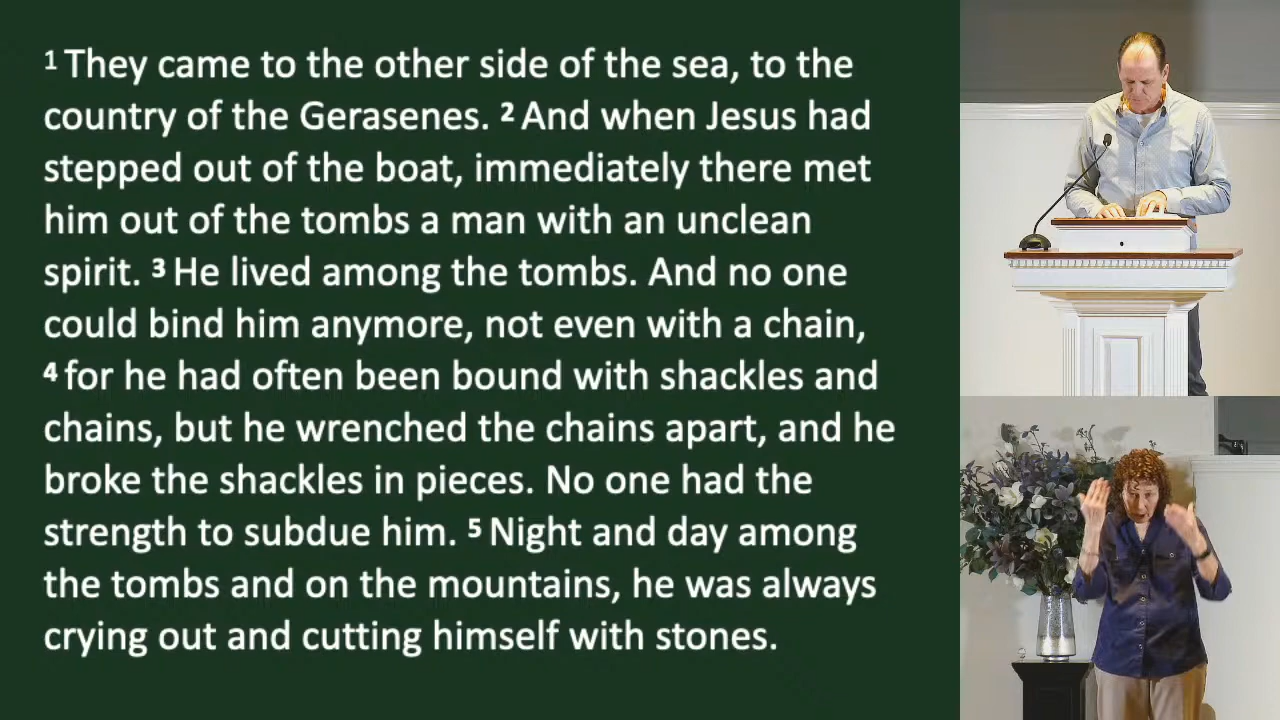 1 They came to the other side of the sea, to the
country of the Gerasenes. 2 And when Jesus had
stepped out of the boat, immediately there met
him out of the tombs a man with an unclean
spirit. 3 He lived among the tombs. And no one
could bind him anymore, not even with a chain,
4 for he had often been bound with shackles and
chains, but he wrenched the chains apart, and he
broke the shackles in pieces. No one had the
strength to subdue him. 5 Night and day among
the tombs and on the mountains, he was always
crying out and cutting himself with stones.